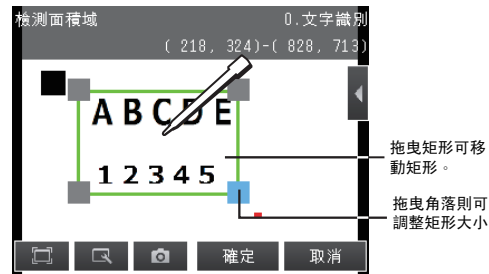 檢測面積域 0.文字識別
( 218, 324)-( 828, 713)
ABCDE
12345
拖曳矩形可移
動矩形。
拖曳角落則可
調整矩形大小
確定 取消